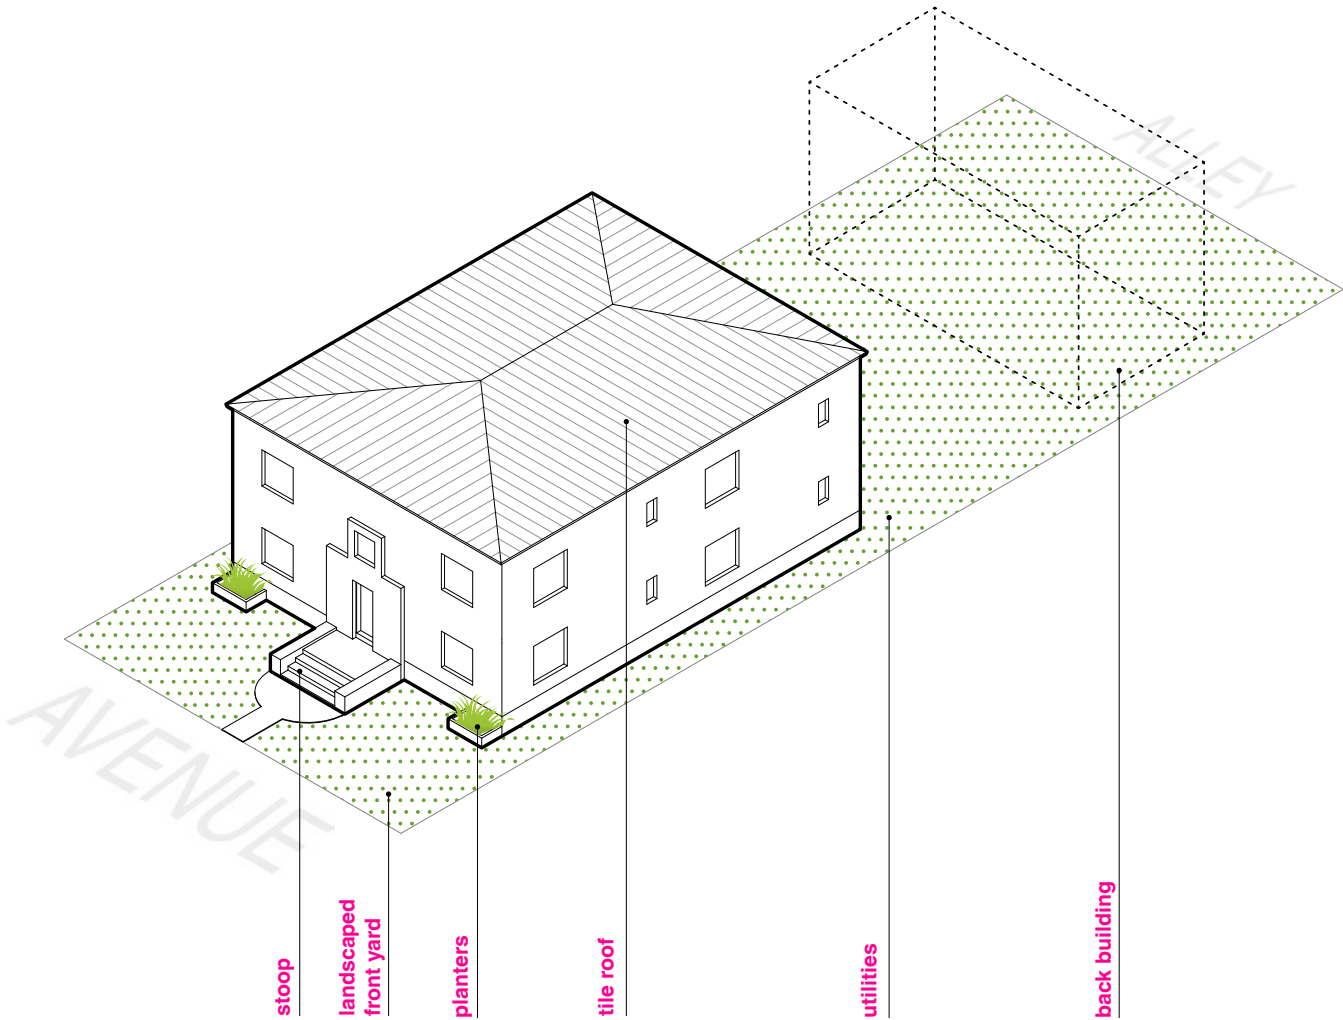 ALLEY
AVENUE
stoop
landscaped
front yard
planters
tile roof
utilities
back building